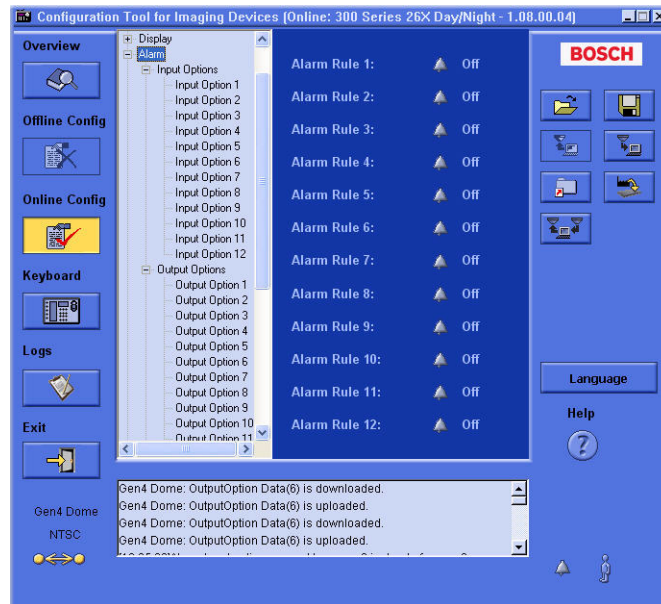 Configuration Tool for Imaging Devices (Online: 300 Series 26X Day/Night - 1.08.00.04)
Overview
Offline Config
Online Config
Keyboard
Logs
Exit
Gen4 Dome
NTSC
Display
Alarm
Input Options
Input Option 1
Input Option 2
Input Option 3
Input Option 4
Input Option 5
Input Option 6
Input Option 7
Input Option 8
Input Option 9
Input Option 10
Input Option 11
Input Option 12
Output Options
Output Option 1
Output Option 2
Output Option 3
Output Option 4
Output Option 5
Output Option 6
Output Option 7
Output Option 8
Output Option 9
Output Option 10
Output Option 11
Alarm Rule 1: Off
Alarm Rule 2: Off
Alarm Rule 3: Off
Alarm Rule 4: Off
Alarm Rule 5: Off
Alarm Rule 6: Off
Alarm Rule 7: Off
Alarm Rule 8: Off
Alarm Rule 9: Off
Alarm Rule 10: Off
Alarm Rule 11: Off
Alarm Rule 12: Off
BOSCH
Language
Help
?
Gen4 Dome: OutputOption Data(6) is downloaded.
Gen4 Dome: OutputOption Data(6) is uploaded.
Gen4 Dome: OutputOption Data(6) is downloaded.
Gen4 Dome: OutputOption Data(6) is uploaded.